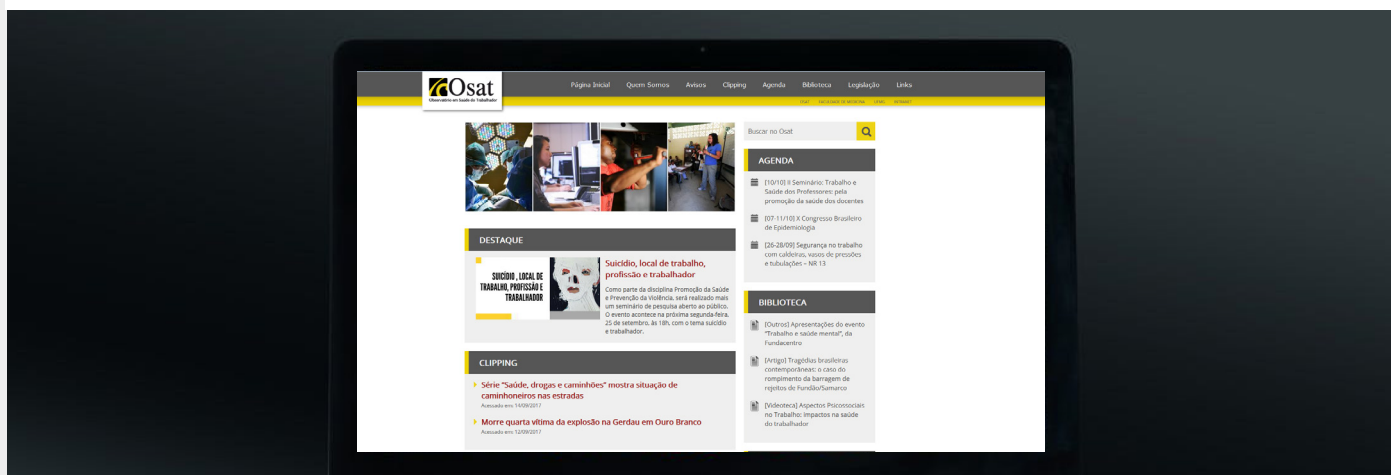 Osat
Observatório em Saúde do Trabalhador
Página Inicial Quem Somos Avisos Clipping Agenda Biblioteca Legislação Links
OSAT FACULDADE DE MEDICINA UFMG INTRANET
Buscar no Osat
AGENDA
[10/10] II Seminário: Trabalho e
Saúde dos Professores: pela
promoção da saúde dos docentes
[07-11/10] X Congresso Brasileiro
de Epidemiologia
[26-28/09] Segurança no trabalho
com caldeiras, vasos de pressões
e tubulações – NR 13
DESTAQUE
SUICÍDIO , LOCAL DE
TRABALHO, PROFISSÃO E
TRABALHADOR
Suicídio, local de trabalho,
profissão e trabalhador
Como parte da disciplina Promoção da Saúde
e Prevenção da Violência, será realizado mais
um seminário de pesquisa aberto ao público.
O evento acontece na próxima segunda-feira,
25 de setembro, às 18h, com o tema suicídio
e trabalhador.
BIBLIOTECA
[Outros] Apresentações do evento
“Trabalho e saúde mental”, da
Fundacentro
[Artigo] Tragédias brasileiras
contemporâneas: o caso do
rompimento da barragem de
rejeitos de Fundão/Samarco
[Videoteca] Aspectos Psicossociais
no Trabalho: impactos na saúde
do trabalhador
CLIPPING
Série “Saúde, drogas e caminhões” mostra situação de
caminhoneiros nas estradas
Acessado em: 14/09/2017
Morre quarta vítima da explosão na Gerdau em Ouro Branco
Acessado em: 12/09/2017